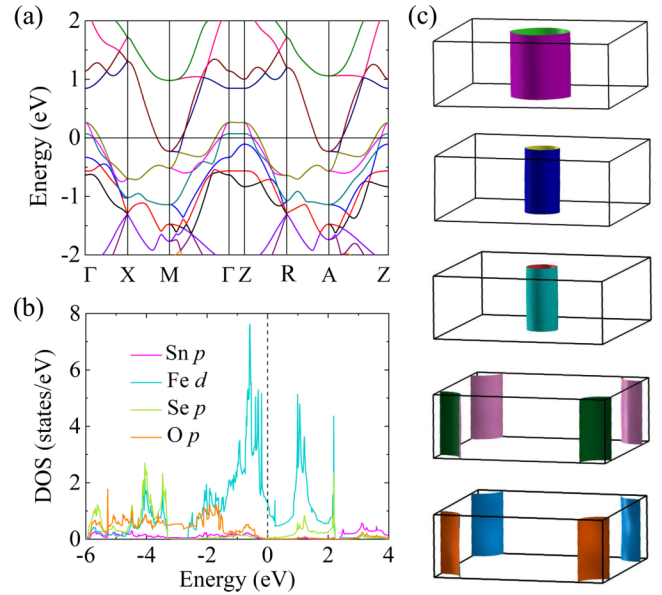 (a)
2
1
0
-1
-2
Energy (eV)
Γ X M Γ Z R A Z
(b)
8
6
4
2
0
DOS (states/eV)
Sn p
Fe d
Se p
O p
-6 -4 -2 0 2 4
Energy (eV)
(c)